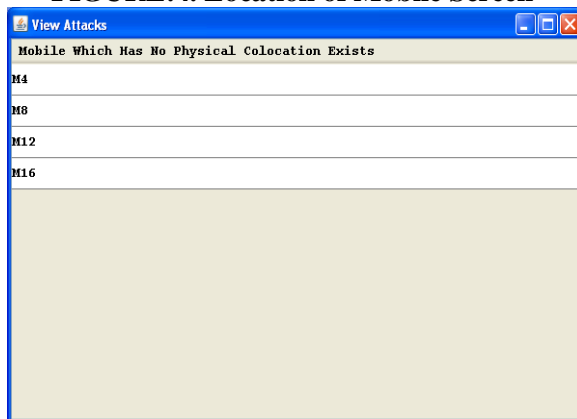 FIGURE. 4. Location of Mobile Screen
View Attacks
Mobile Which Has No Physical Colocation Exists
M4
M8
M12
M16